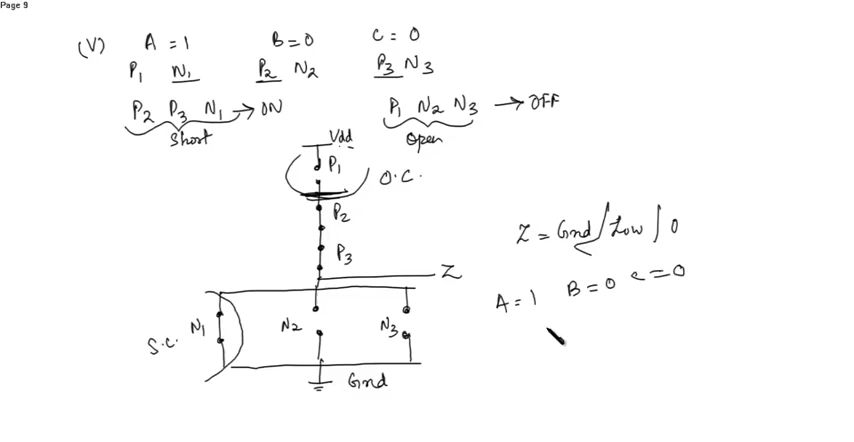 Page 9
(V) A = 1 B = 0 C = 0
P1 N1 P2 N2 P3 N3
P2 P3 N1 → ON P1 N2 N3 → OFF
Short Open
Vdd
P1 O.C.
P2
Z = Gnd / Low / 0
P3
Z
A = 1 B = 0 C = 0
S.C. N1 N2 N3
Gnd